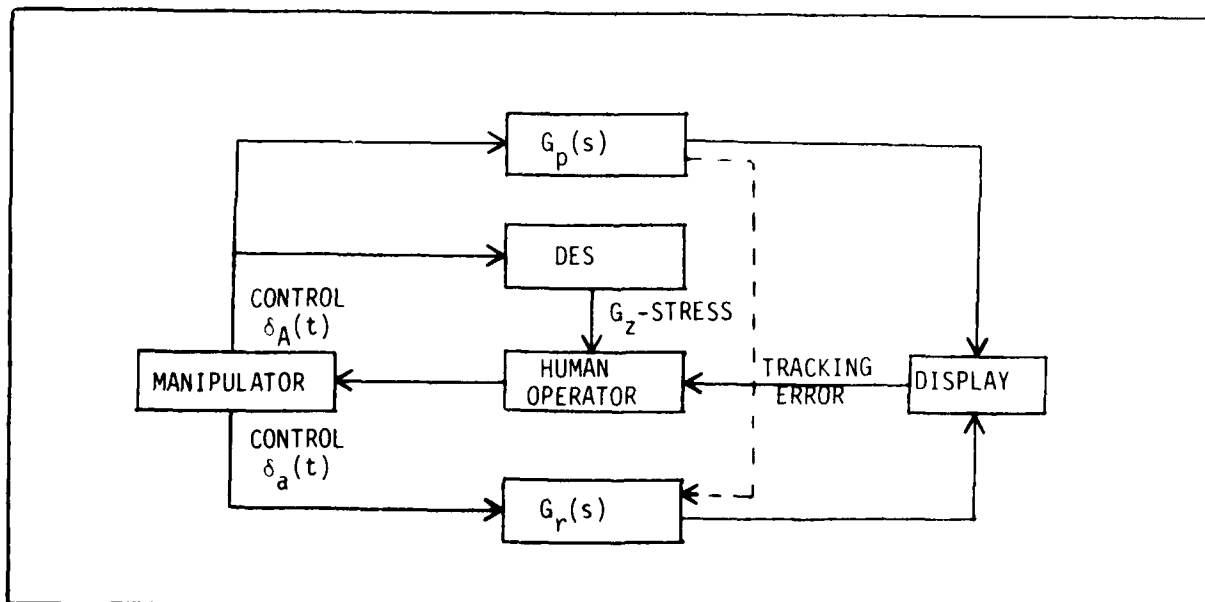 G_p(s)
DES
CONTROL
δ_A(t)
G_z-STRESS
MANIPULATOR
HUMAN
OPERATOR
TRACKING
ERROR
DISPLAY
CONTROL
δ_a(t)
G_r(s)